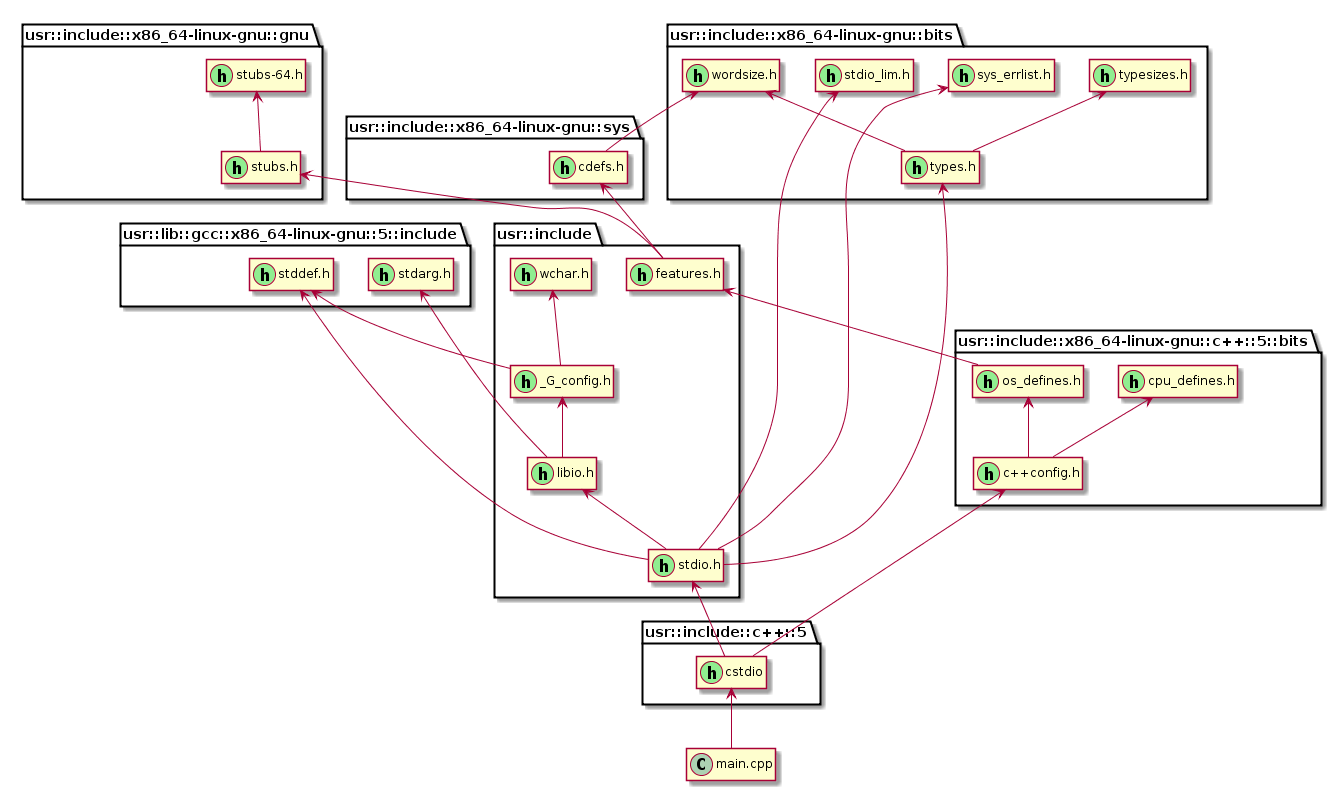 usr::include::x86_64-linux-gnu::gnu
h stubs-64.h
h stubs.h
usr::include::x86_64-linux-gnu::sys
h cdefs.h
usr::include::x86_64-linux-gnu::bits
h wordsize.h
h stdio_lim.h
h sys_errlist.h
h typesizes.h
h types.h
usr::lib::gcc::x86_64-linux-gnu::5::include
h stddef.h
h stdarg.h
usr::include
h wchar.h
h features.h
h _G_config.h
h libio.h
h stdio.h
usr::include::x86_64-linux-gnu::c++::5::bits
h os_defines.h
h cpu_defines.h
h c++config.h
usr::include::c++::5
h cstdio
C main.cpp